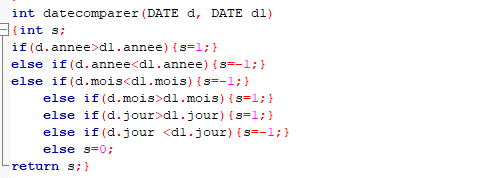 int datecomparer(DATE d, DATE d1)
{int s;
if(d.annee>d1.annee){s=1;}
else if(d.annee<d1.annee){s=-1;}
else if(d.mois<d1.mois){s=-1;}
    else if(d.mois>d1.mois){s=1;}
    else if(d.jour>d1.jour){s=1;}
    else if(d.jour <d1.jour){s=-1;}
    else s=0;
return s;}